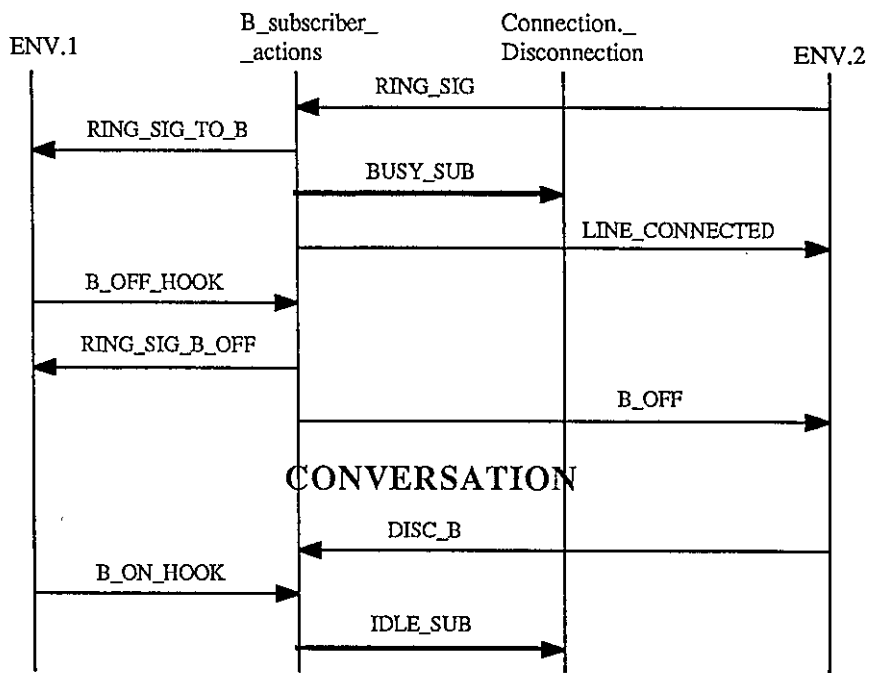 ENV.1
B_subscriber_
_actions
Connection._
Disconnection
ENV.2
RING_SIG
RING_SIG_TO_B
BUSY_SUB
LINE_CONNECTED
B_OFF_HOOK
RING_SIG_B_OFF
B_OFF
CONVERSATION
DISC_B
B_ON_HOOK
IDLE_SUB